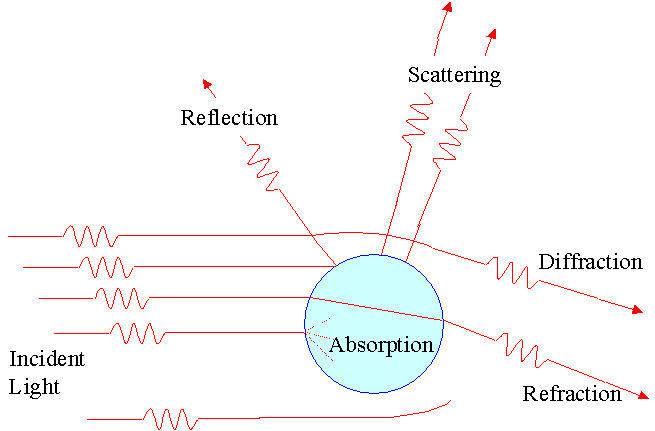 Scattering
Reflection
Diffraction
Absorption
Incident
Light
Refraction